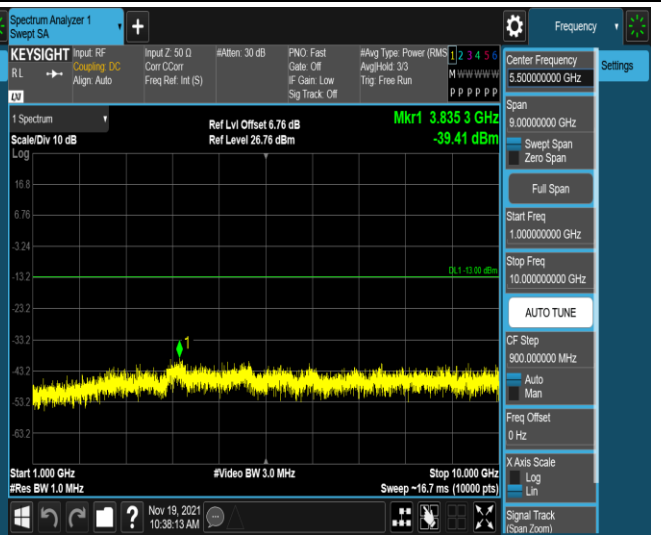 Spectrum Analyzer 1
Swept SA
Frequency
KEYSIGHT
RL
LXI
Input: RF
Coupling: DC
Align: Auto
Input Z: 50 Ω
Corr CCorr
Freq Ref: Int (S)
#Atten: 30 dB
PNO: Fast
Gate: Off
IF Gain: Low
Sig Track: Off
#Avg Type: Power (RMS
Avg|Hold: 3/3
Trig: Free Run
1 2 3 4 5 6
M W W W W W
P P P P P P
1 Spectrum
Scale/Div 10 dB
Log
Ref Lvl Offset 6.76 dB
Ref Level 26.76 dBm
Mkr1 3.835 3 GHz
-39.41 dBm
16.8
6.76
-3.24
-13.2
-23.2
-33.2
-43.2
-53.2
-63.2
DL1 -13.00 dBm
1
Start 1.000 GHz
#Res BW 1.0 MHz
#Video BW 3.0 MHz
Stop 10.000 GHz
Sweep ~16.7 ms (10000 pts)
?
Nov 19, 2021
10:38:13 AM
Center Frequency
5.500000000 GHz
Span
9.00000000 GHz
Swept Span
Zero Span
Full Span
Start Freq
1.000000000 GHz
Stop Freq
10.000000000 GHz
AUTO TUNE
CF Step
900.000000 MHz
Auto
Man
Freq Offset
0 Hz
X Axis Scale
Log
Lin
Signal Track
(Span Zoom)
Settings